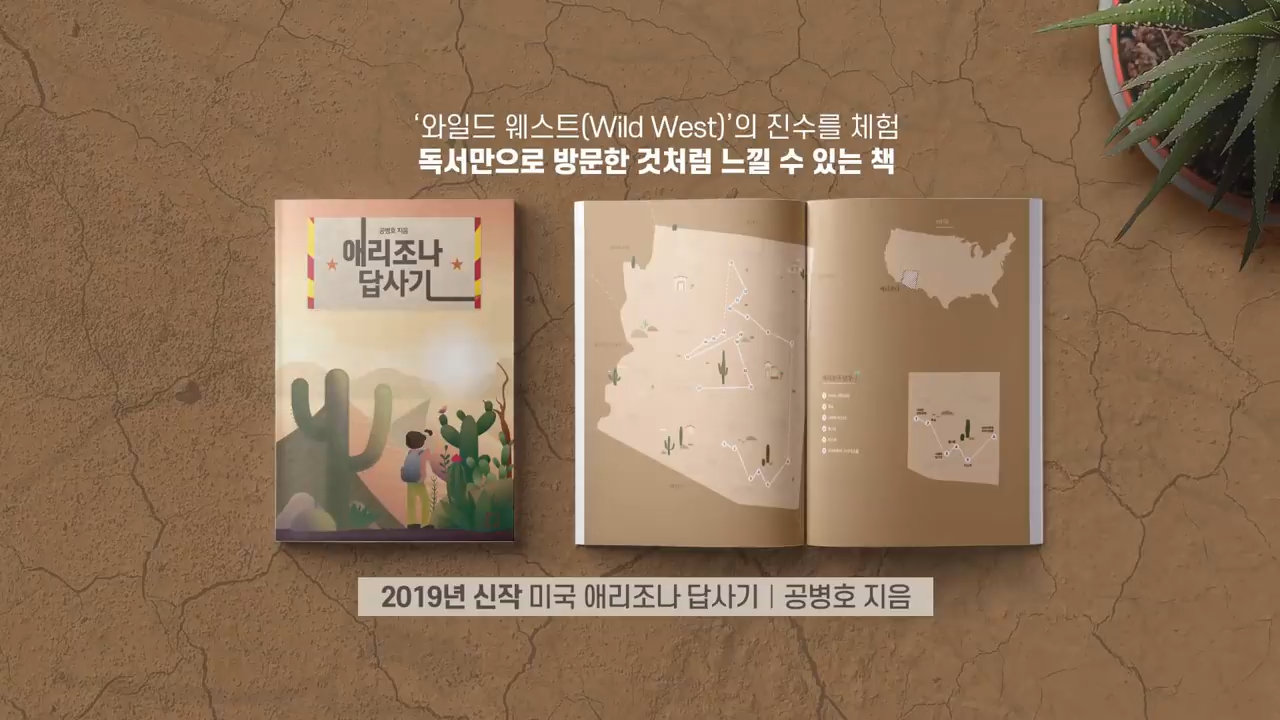 ‘와일드 웨스트(Wild West)’의 진수를 체험
독서만으로 방문한 것처럼 느낄 수 있는 책
공병호 지음
애리조나
답사기
2019년 신작 미국 애리조나 답사기 | 공병호 지음